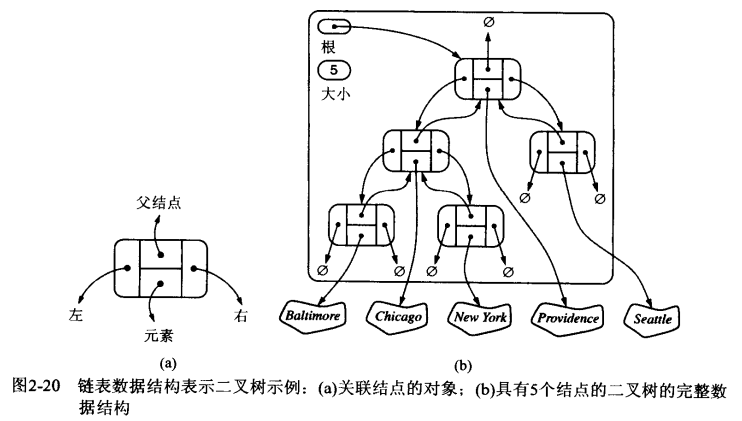 ∅
根
5
大小
父结点
左
元素
右
∅
∅
∅
∅
∅
∅
Baltimore
Chicago
New York
Providence
Seattle
(a)
(b)
图2-20 链表数据结构表示二叉树示例：(a)关联结点的对象；(b)具有5个结点的二叉树的完整数
据结构